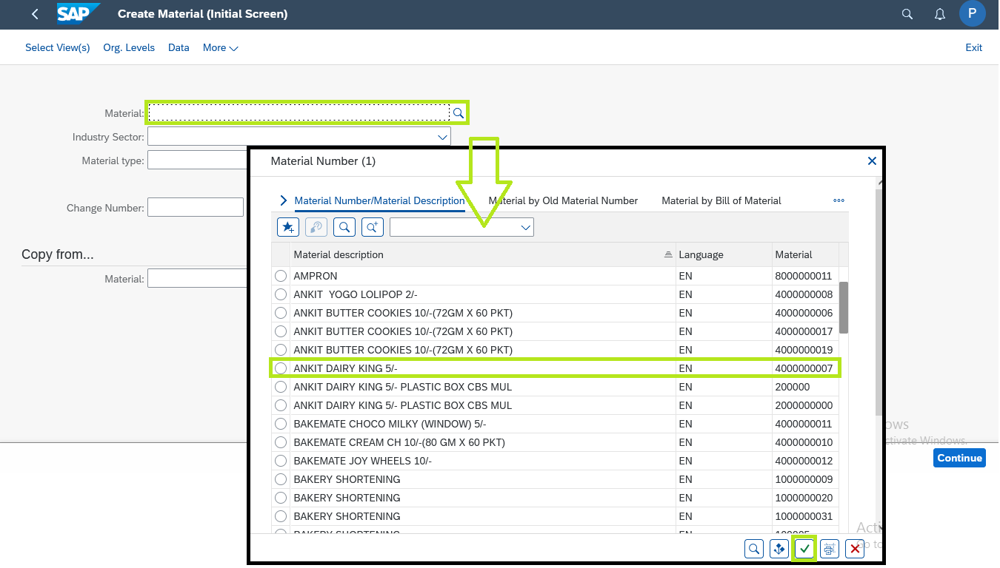 SAP Create Material (Initial Screen) P
Select View(s) Org. Levels Data More Exit
Material:
Industry Sector:
Material type:
Change Number:
Copy from...
Material:
Material Number (1)
Material Number/Material Description Material by Old Material Number Material by Bill of Material
Material description Language Material
AMPRON EN 8000000011
ANKIT  YOGO LOLIPOP 2/- EN 4000000008
ANKIT BUTTER COOKIES 10/-(72GM X 60 PKT) EN 4000000006
ANKIT BUTTER COOKIES 10/-(72GM X 60 PKT) EN 4000000017
ANKIT BUTTER COOKIES 10/-(72GM X 60 PKT) EN 4000000019
ANKIT DAIRY KING 5/- EN 4000000007
ANKIT DAIRY KING 5/- PLASTIC BOX CBS MUL EN 200000
ANKIT DAIRY KING 5/- PLASTIC BOX CBS MUL EN 2000000000
BAKEMATE CHOCO MILKY (WINDOW) 5/- EN 4000000011
BAKEMATE CREAM CH 10/-(80 GM X 60 PKT) EN 4000000010
BAKEMATE JOY WHEELS 10/- EN 4000000012
BAKERY SHORTENING EN 1000000009
BAKERY SHORTENING EN 1000000020
BAKERY SHORTENING EN 1000000031
BAKERY SHORTENING EN 100005
Windows.
Continue